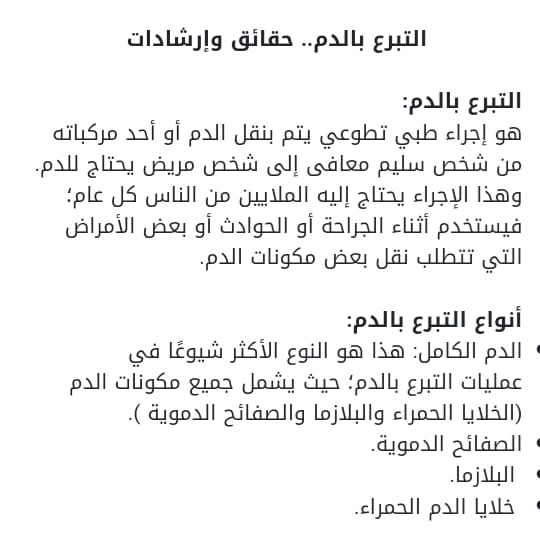 التبرع بالدم.. حقائق وإرشادات
التبرع بالدم:
هو إجراء طبي تطوعي يتم بنقل الدم أو أحد مركباته
من شخص سليم معافى إلى شخص مريض يحتاج للدم.
وهذا الإجراء يحتاج إليه الملايين من الناس كل عام؛
فيستخدم أثناء الجراحة أو الحوادث أو بعض الأمراض
التي تتطلب نقل بعض مكونات الدم.
أنواع التبرع بالدم:
• الدم الكامل: هذا هو النوع الأكثر شيوعًا في
عمليات التبرع بالدم؛ حيث يشمل جميع مكونات الدم
(الخلايا الحمراء والبلازما والصفائح الدموية ).
• الصفائح الدموية.
• البلازما.
• خلايا الدم الحمراء.